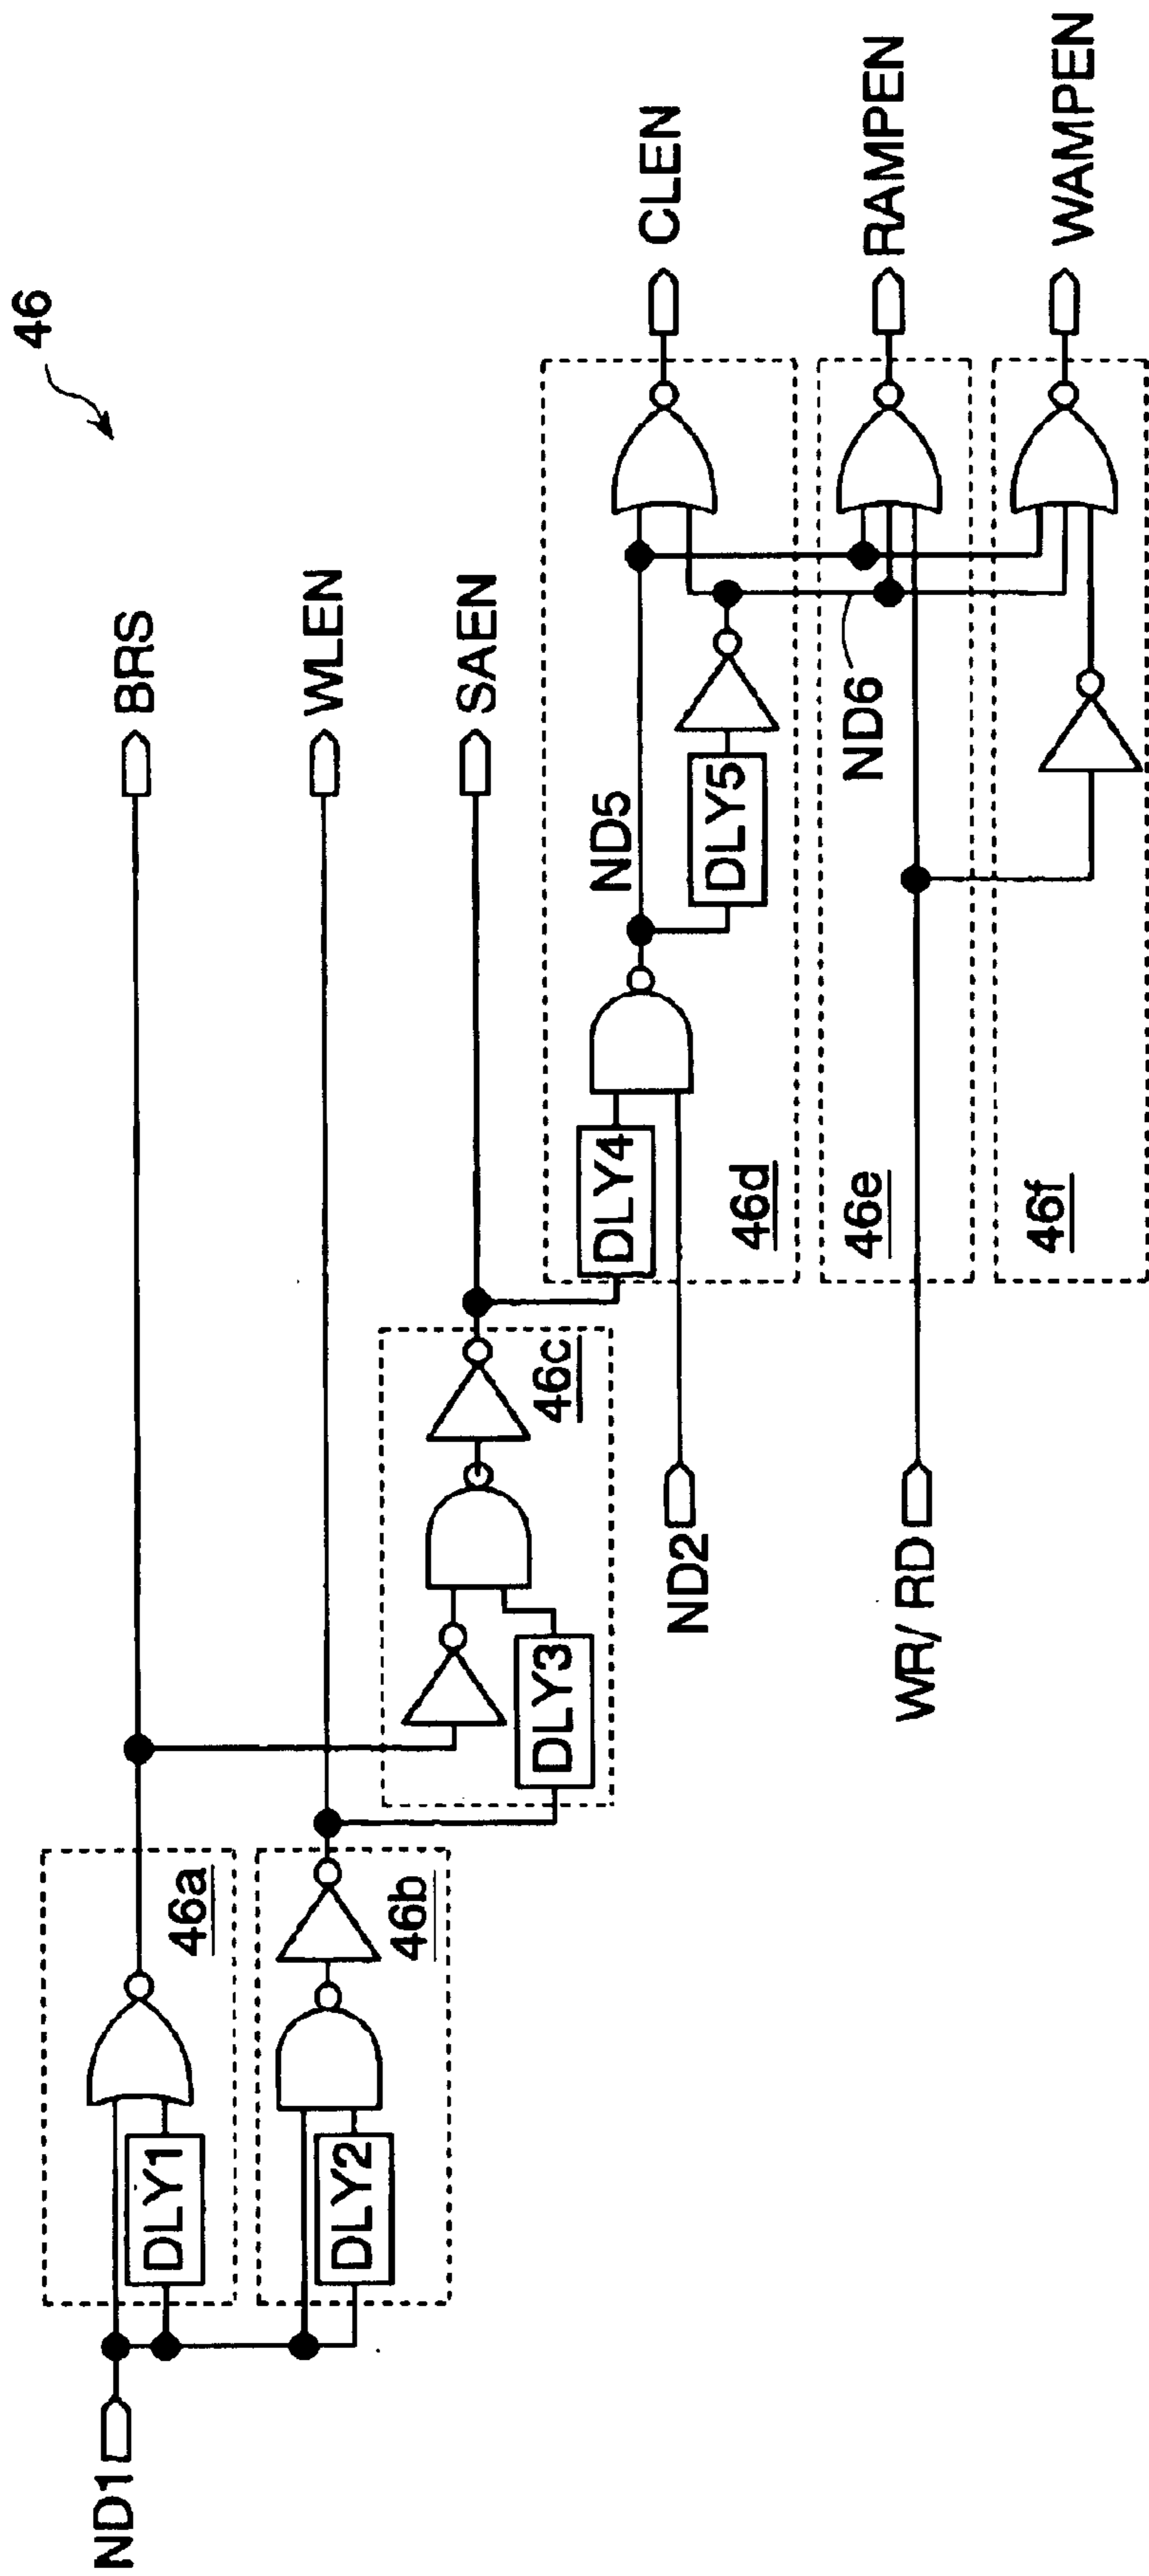 46
BRS
WLEN
SAEN
CLEN
RAMPEN
WAMPEN
ND1
DLY1
46a
DLY2
46b
DLY3
46c
ND2
DLY4
46d
ND5
DLY5
ND6
WR/ RD
46e
46f